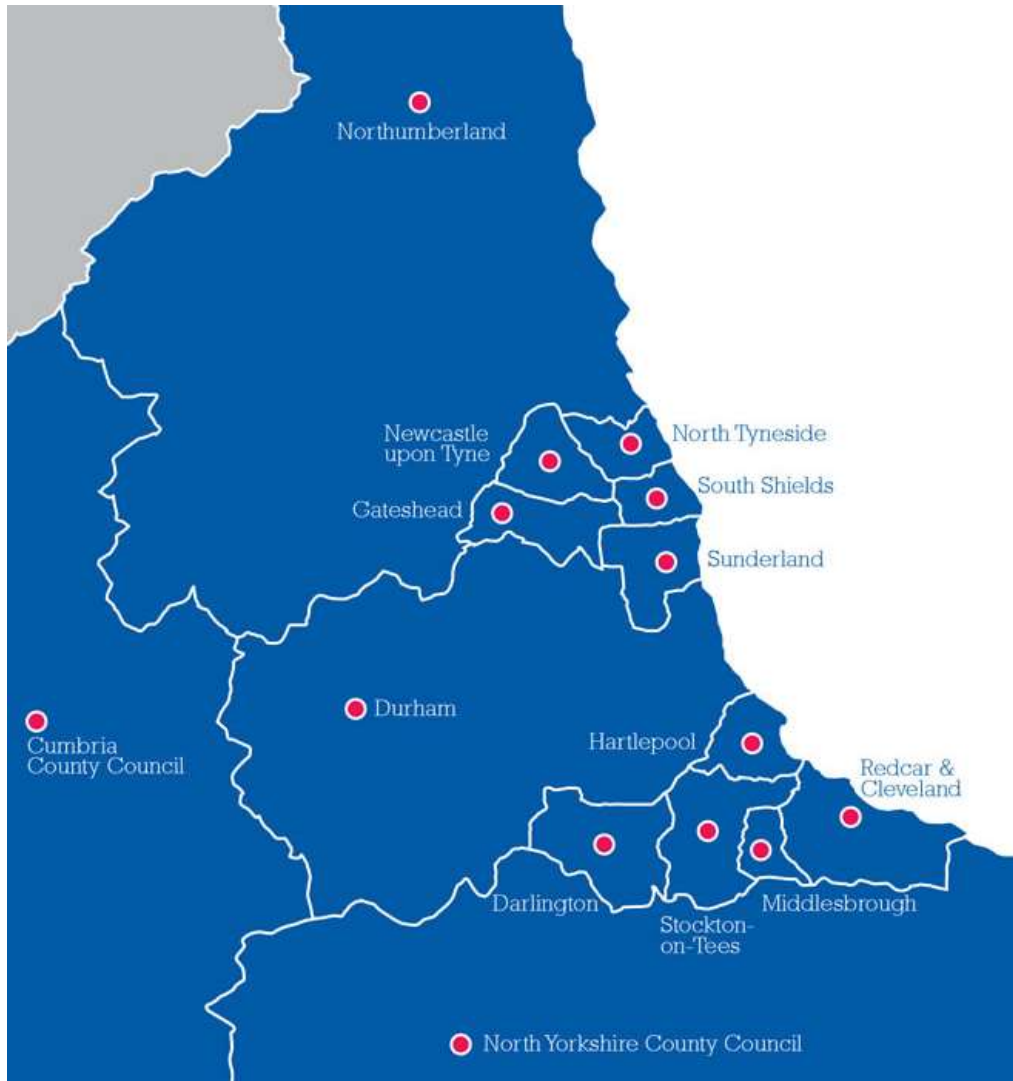 Northumberland
Newcastle
upon Tyne
North Tyneside
South Shields
Gateshead
Sunderland
Durham
Cumbria
County Council
Hartlepool
Redcar &
Cleveland
Darlington
Middlesbrough
Stockton-
on-Tees
North Yorkshire County Council